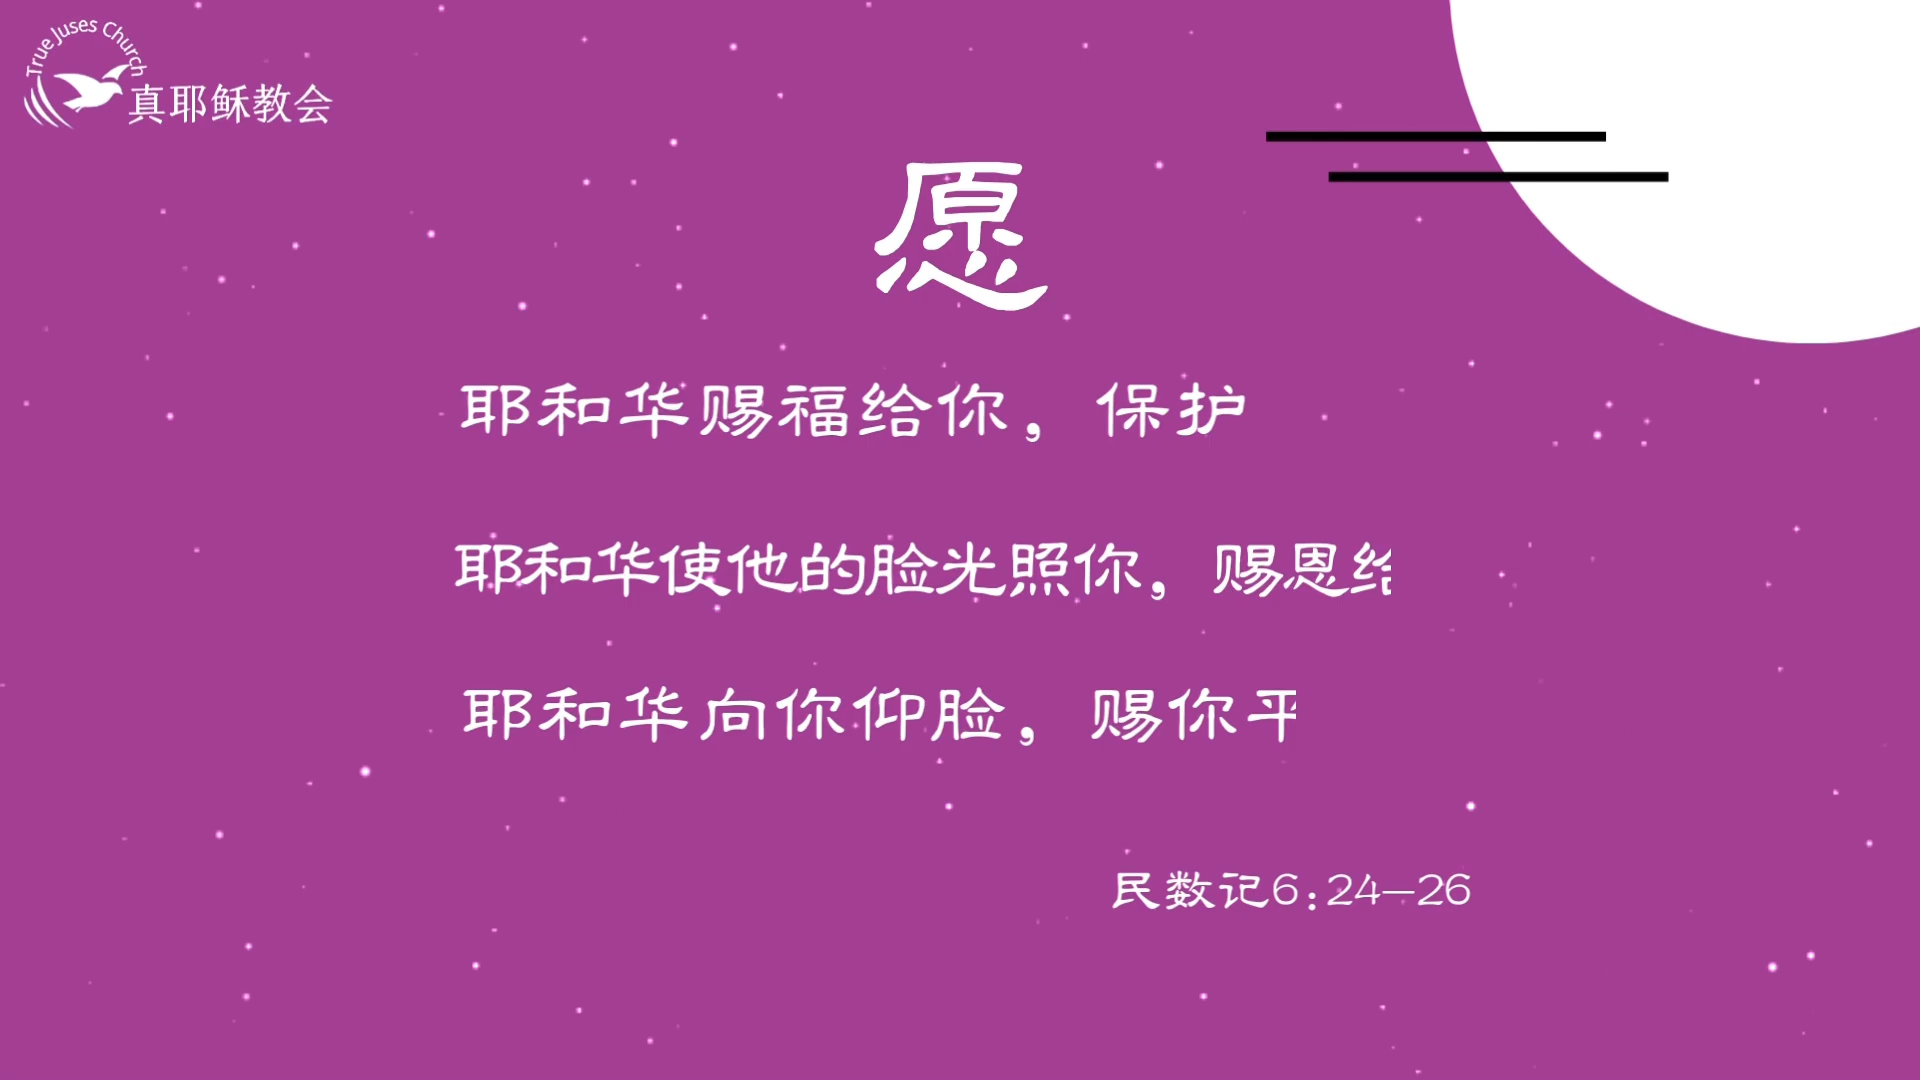 True Juses Church
真耶稣教会
愿
耶和华赐福给你，保护
耶和华使他的脸光照你，赐恩给
耶和华向你仰脸，赐你平
民数记6:24—26